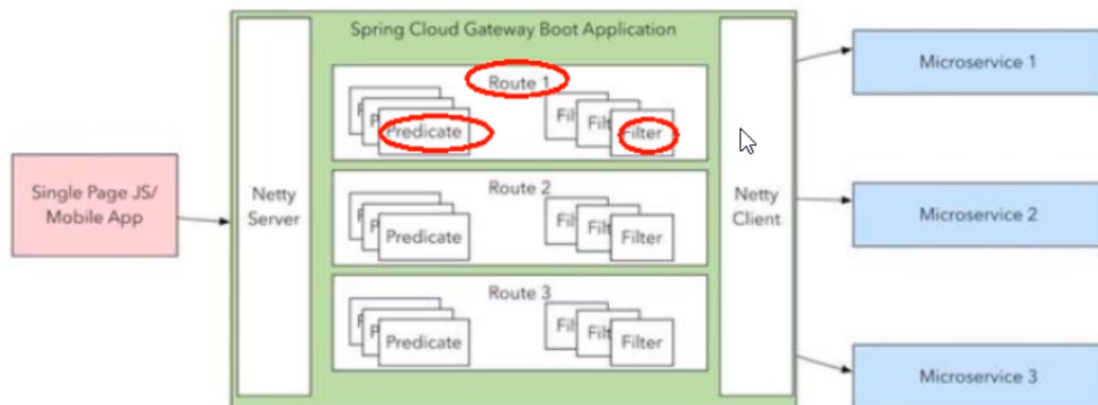 Spring Cloud Gateway Boot Application
Single Page JS/
Mobile App
Netty
Server
Route 1
Predicate
Filter
Route 2
Predicate
Filter
Route 3
Predicate
Filter
Netty
Client
Microservice 1
Microservice 2
Microservice 3